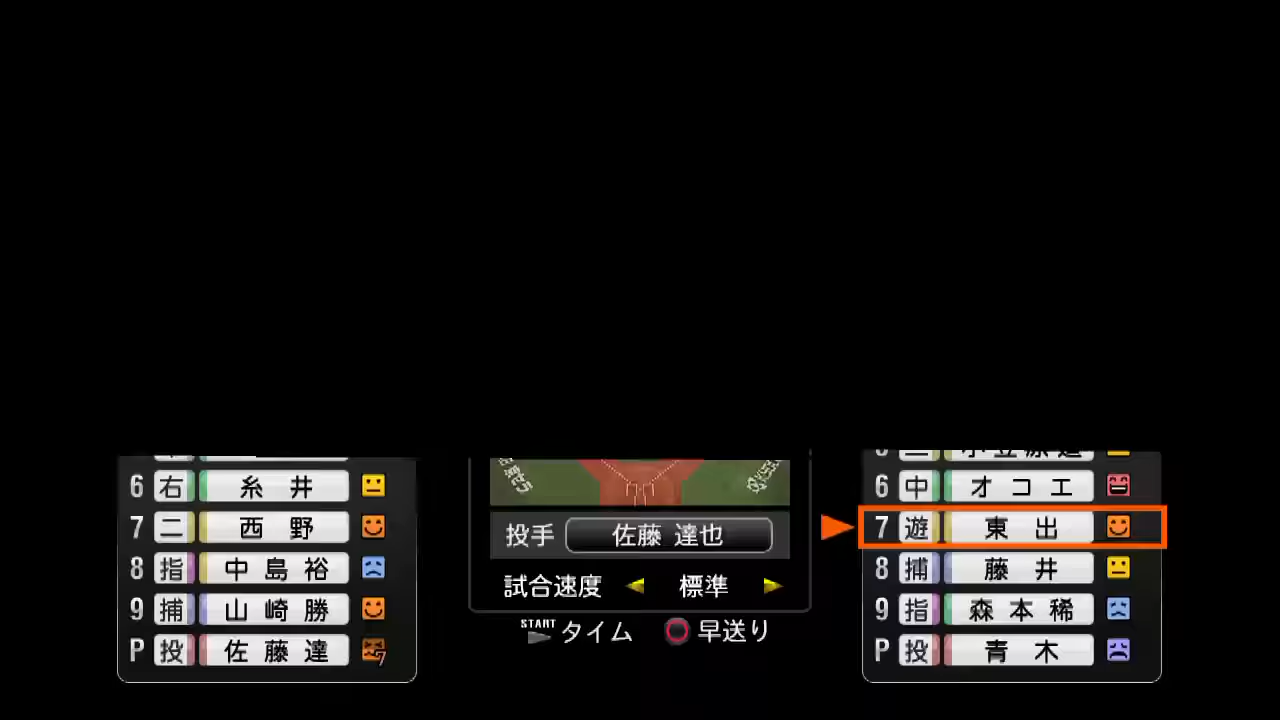 6 右 糸井
7 二 西野
8 指 中島裕
9 捕 山崎勝
P 投 佐藤達 7
投手 佐藤 達也
試合速度 標準
START タイム 早送り
6 中 オコエ
7 遊 東出
8 捕 藤井
9 指 森本稀
P 投 青木